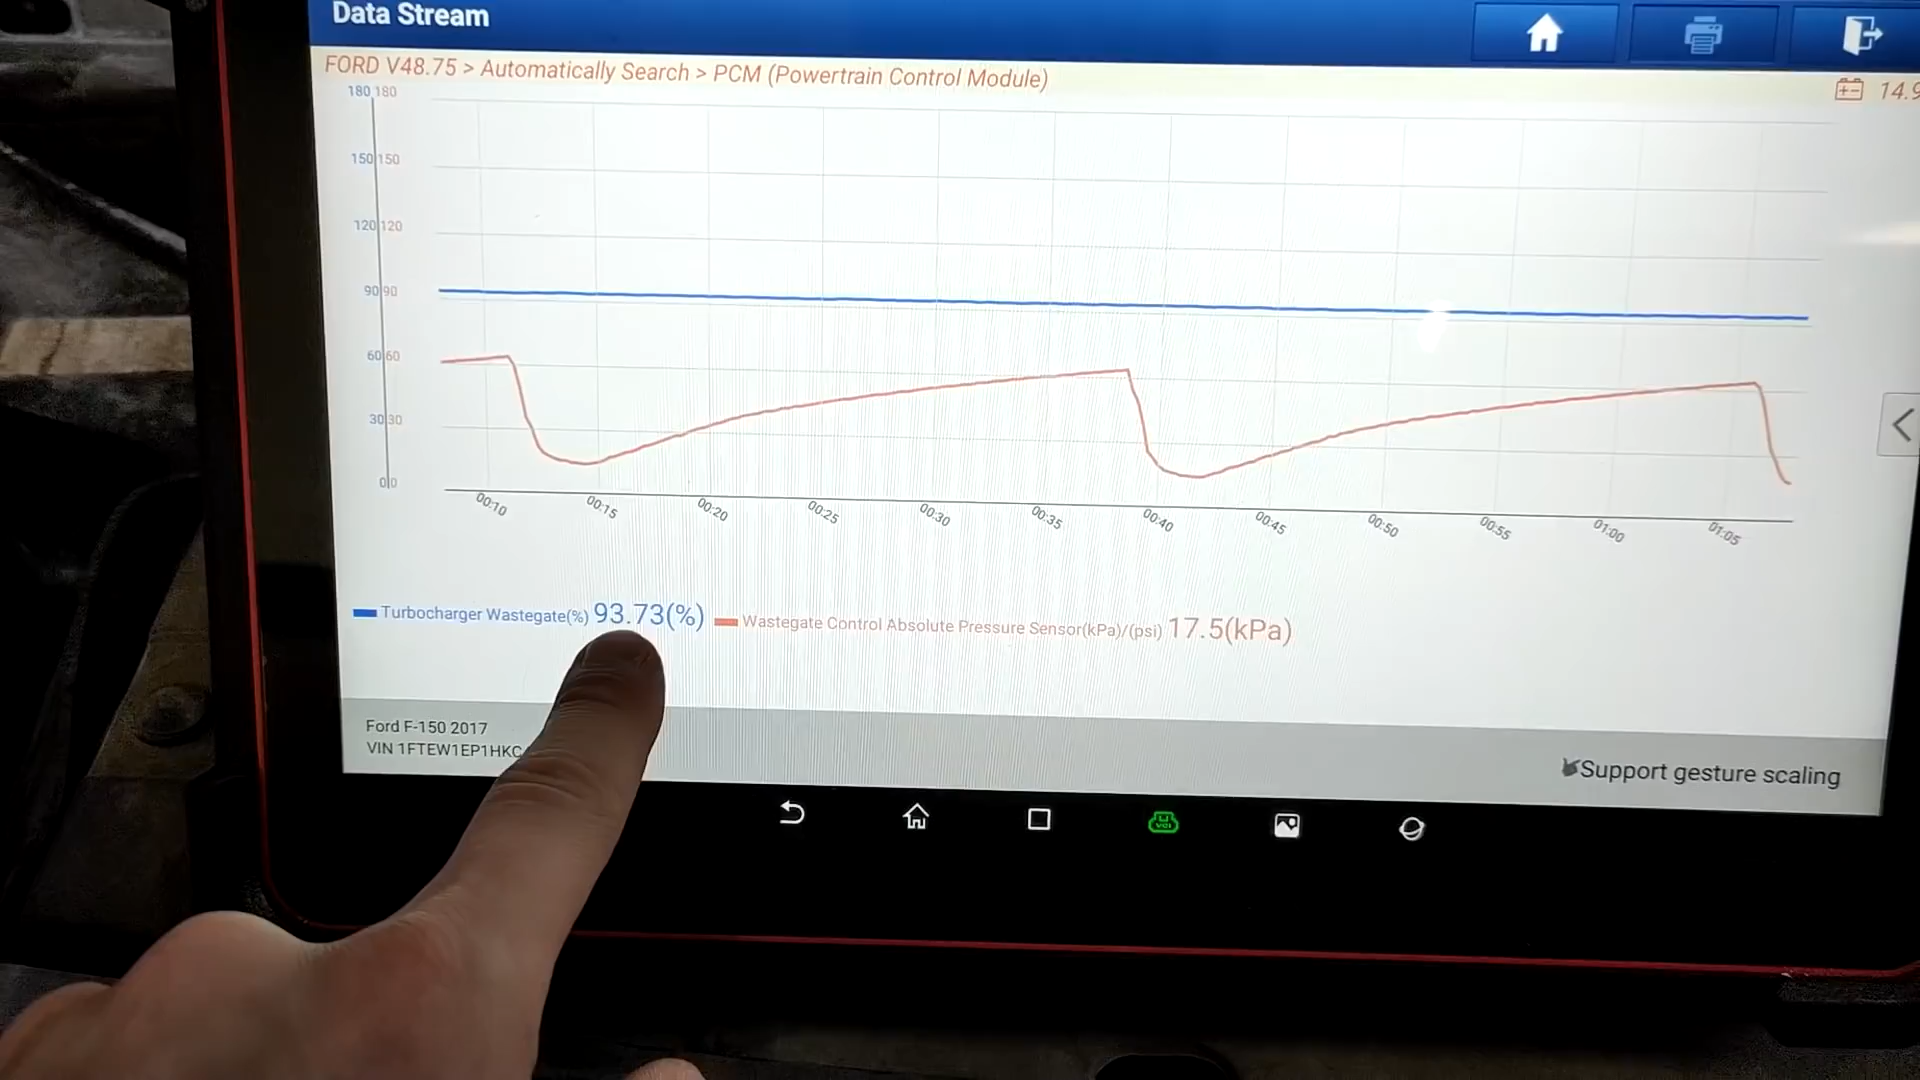 Data Stream
FORD V48.75 > Automatically Search > PCM (Powertrain Control Module)
14.9
180 180
150 150
120 120
90 90
60 60
30 30
0 0
00:10 00:15 00:20 00:25 00:30 00:35 00:40 00:45 00:50 00:55 01:00 01:05
Turbocharger Wastegate(%) 93.73(%) Wastegate Control Absolute Pressure Sensor(kPa)/(psi) 17.5(kPa)
Ford F-150 2017
VIN 1FTEW1EP1HKC
Support gesture scaling
VCI